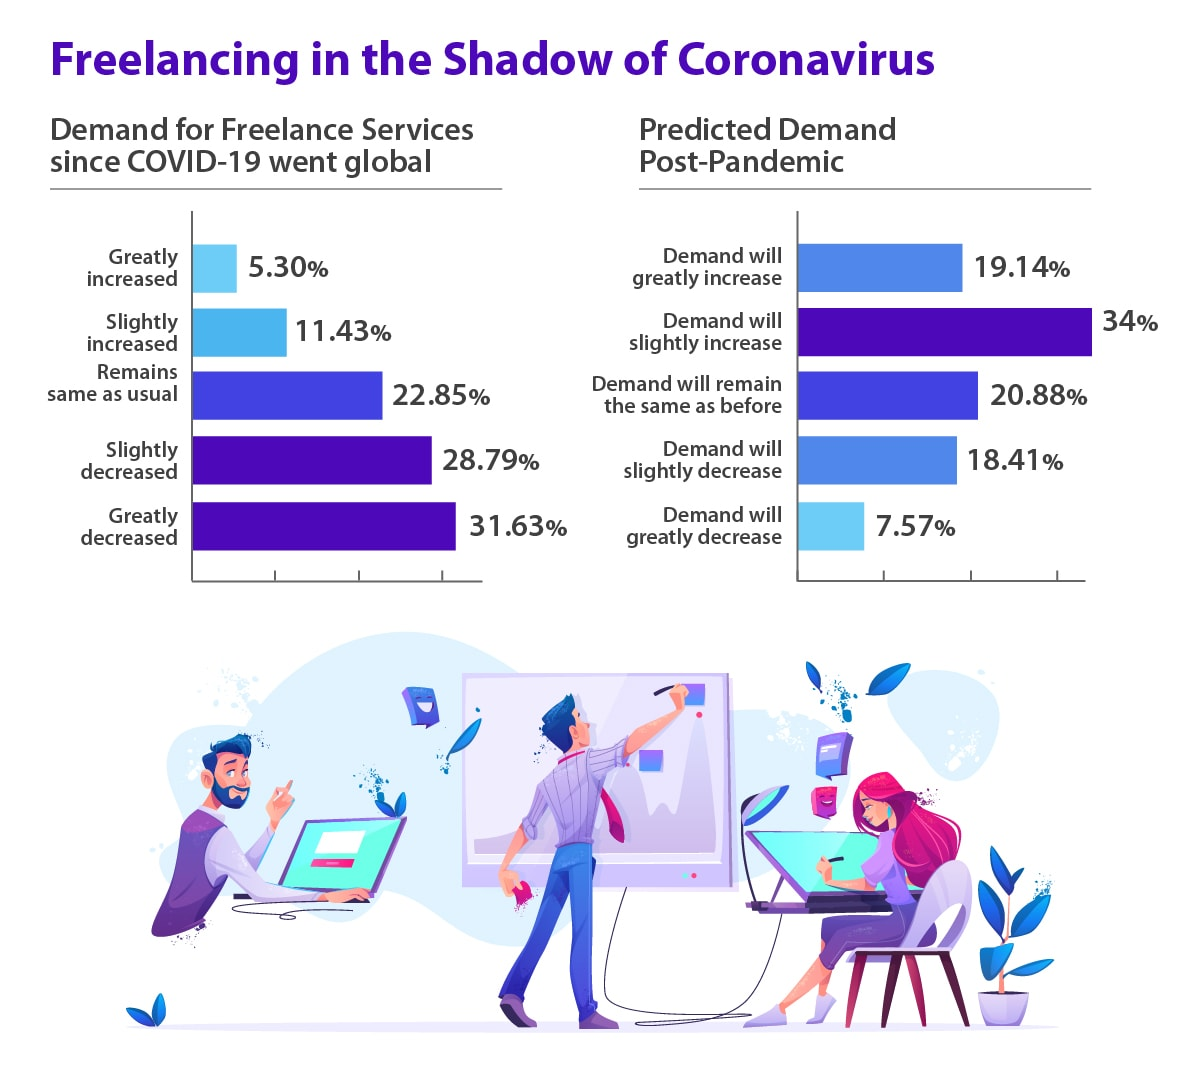 Freelancing in the Shadow of Coronavirus
Demand for Freelance Services
since COVID-19 went global
Greatly
increased
5.30%
Slightly
increased
11.43%
Remains
same as usual
22.85%
Slightly
decreased
28.79%
Greatly
decreased
31.63%
Predicted Demand
Post-Pandemic
Demand will
greatly increase
19.14%
Demand will
slightly increase
34%
Demand will remain
the same as before
20.88%
Demand will
slightly decrease
18.41%
Demand will
greatly decrease
7.57%